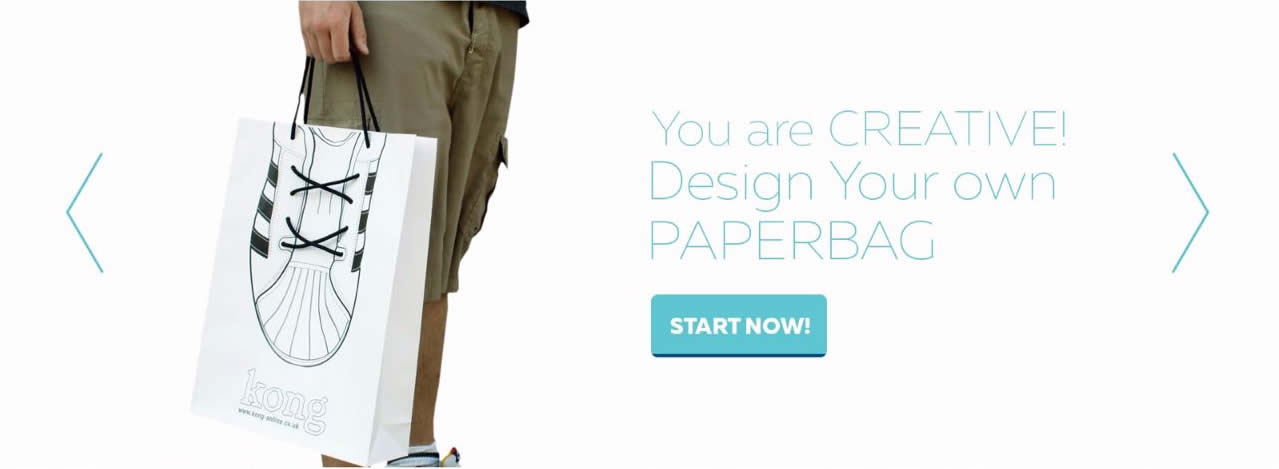 You are CREATIVE!
Design Your own
PAPERBAG
START NOW!
kong
www.kong-online.co.uk